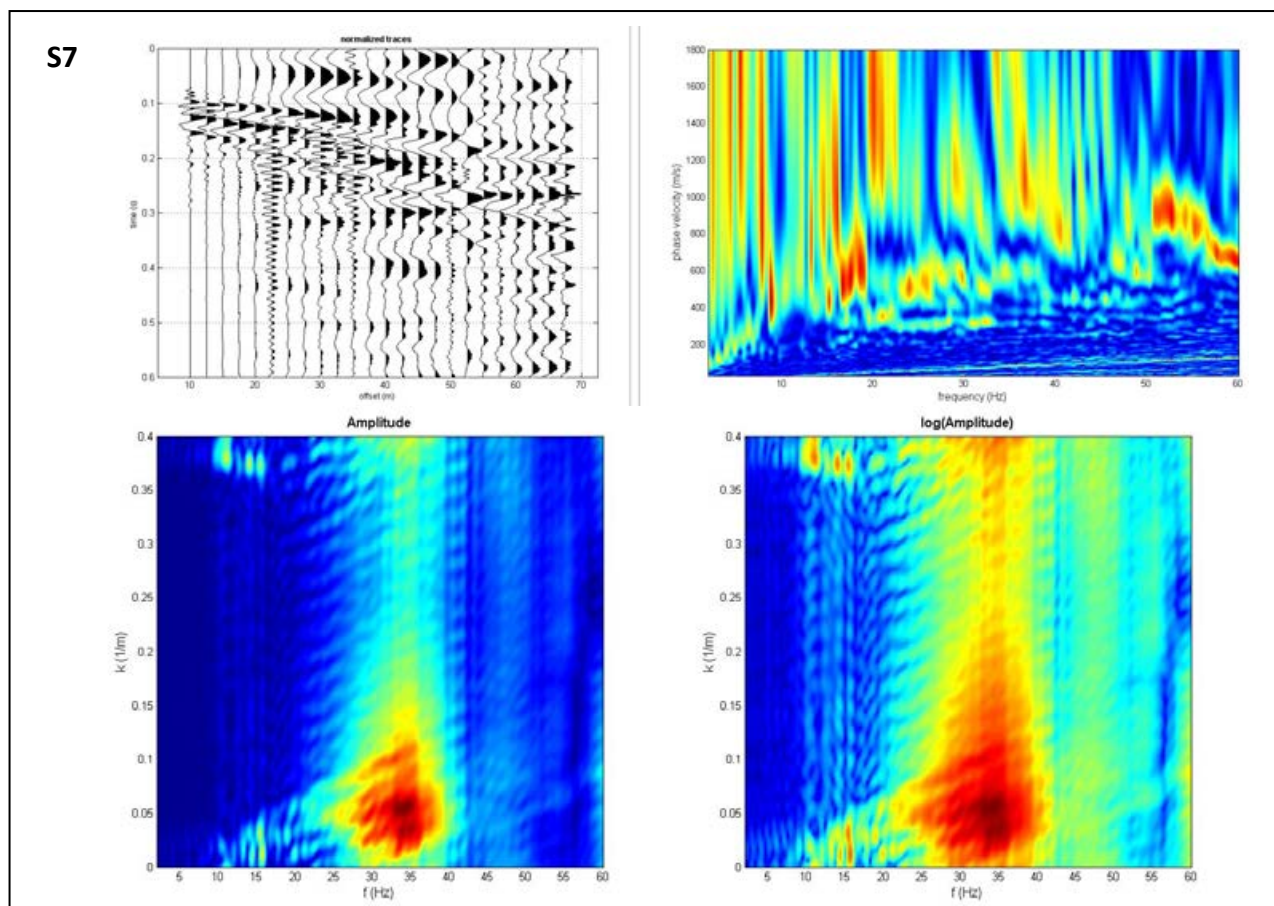 S7
normalized traces
time (s)
0
0.1
0.2
0.3
0.4
0.5
0.6
10 20 30 40 50 60 70
offset (m)
phase velocity (m/s)
1800
1600
1400
1200
1000
800
600
400
200
10 20 30 40 50 60
frequency (Hz)
Amplitude
k (1/m)
0.4
0.35
0.3
0.25
0.2
0.15
0.1
0.05
0
5 10 15 20 25 30 35 40 45 50 55 60
f (Hz)
log(Amplitude)
k (1/m)
0.4
0.35
0.3
0.25
0.2
0.15
0.1
0.05
0
5 10 15 20 25 30 35 40 45 50 55 60
f (Hz)